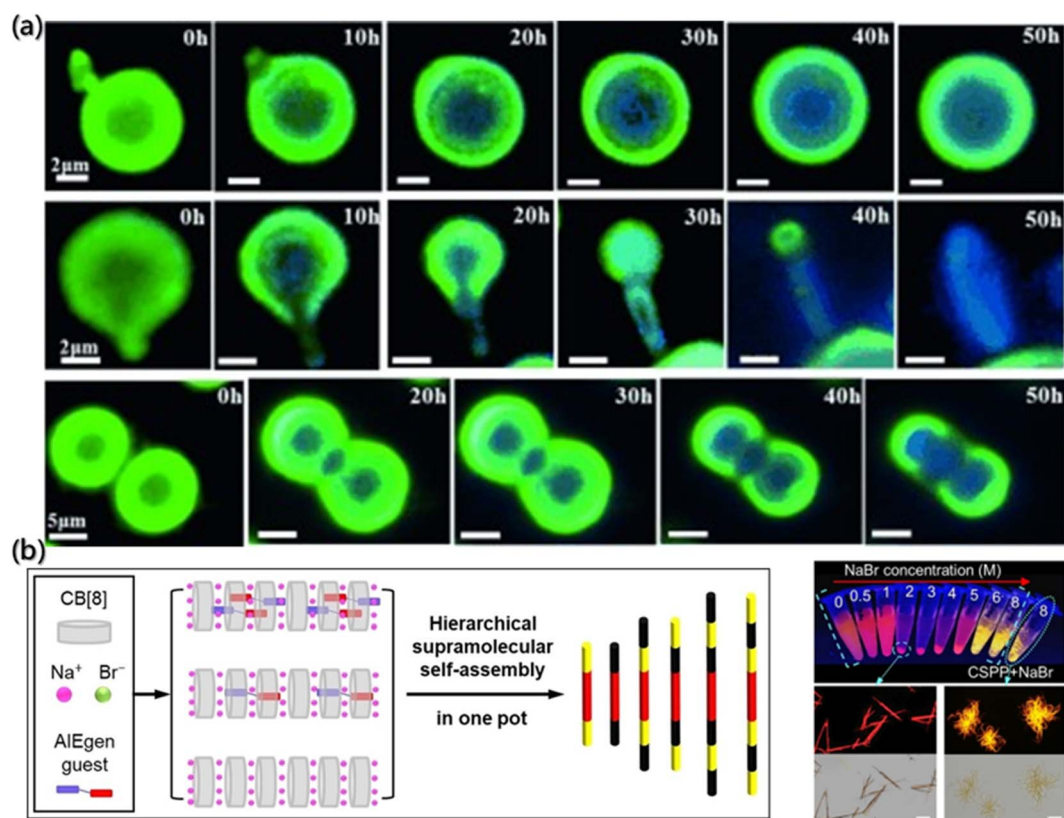 (a)
0h
10h
20h
30h
40h
50h
2μm
0h
10h
20h
30h
40h
50h
2μm
0h
20h
30h
40h
50h
5μm
(b)
CB[8]
Na⁺ Br⁻
AIEgen
guest
Hierarchical
supramolecular
self-assembly
in one pot
NaBr concentration (M)
0 0.5 1 2 3 4 5 6 8 8
CSPP+NaBr